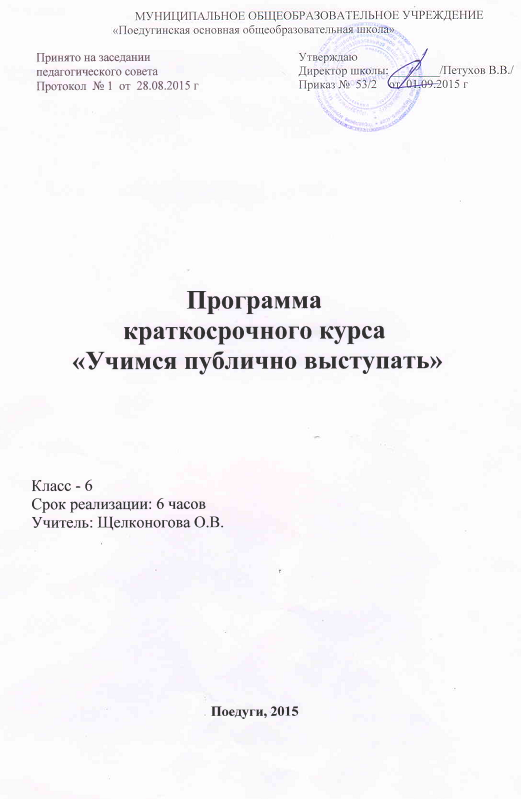 МУНИЦИПАЛЬНОЕ ОБЩЕОБРАЗОВАТЕЛЬНОЕ УЧРЕЖДЕНИЕ
«Поедугинская основная общеобразовательная школа»
Принято на заседании
педагогического совета
Протокол № 1 от 28.08.2015 г
Утверждаю
Директор школы: ________/Петухов В.В./
Приказ № 53/2 от 01.09.2015 г
Программа
краткосрочного курса
«Учимся публично выступать»
Класс - 6
Срок реализации: 6 часов
Учитель: Щелконогова О.В.
Поедуги, 2015